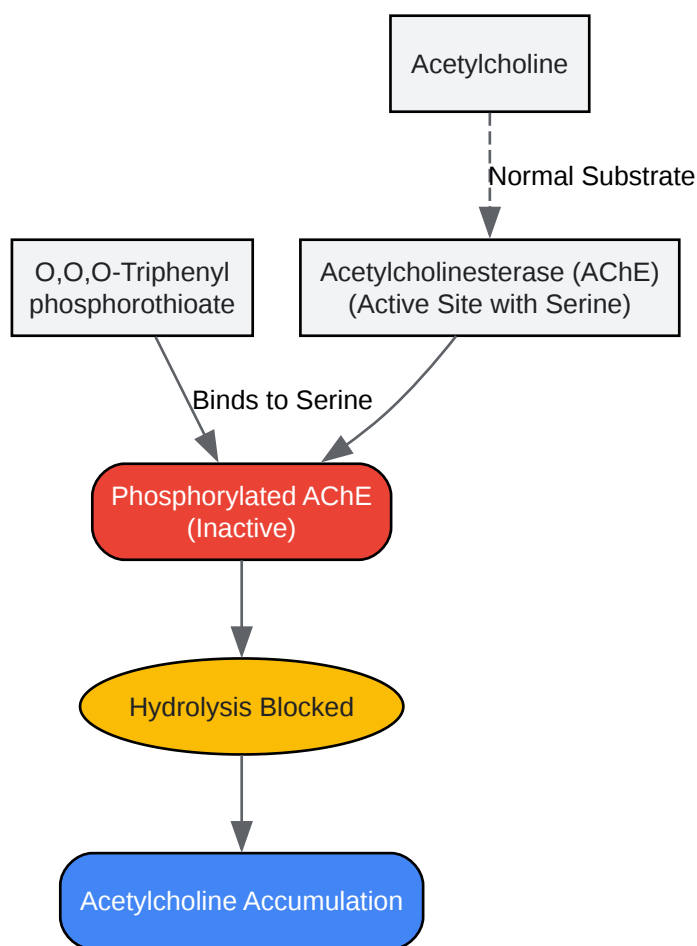 Acetylcholine
Normal Substrate
O,O,O-Triphenyl
phosphorothioate
Acetylcholinesterase (AChE)
(Active Site with Serine)
Binds to Serine
Phosphorylated AChE
(Inactive)
Hydrolysis Blocked
Acetylcholine Accumulation